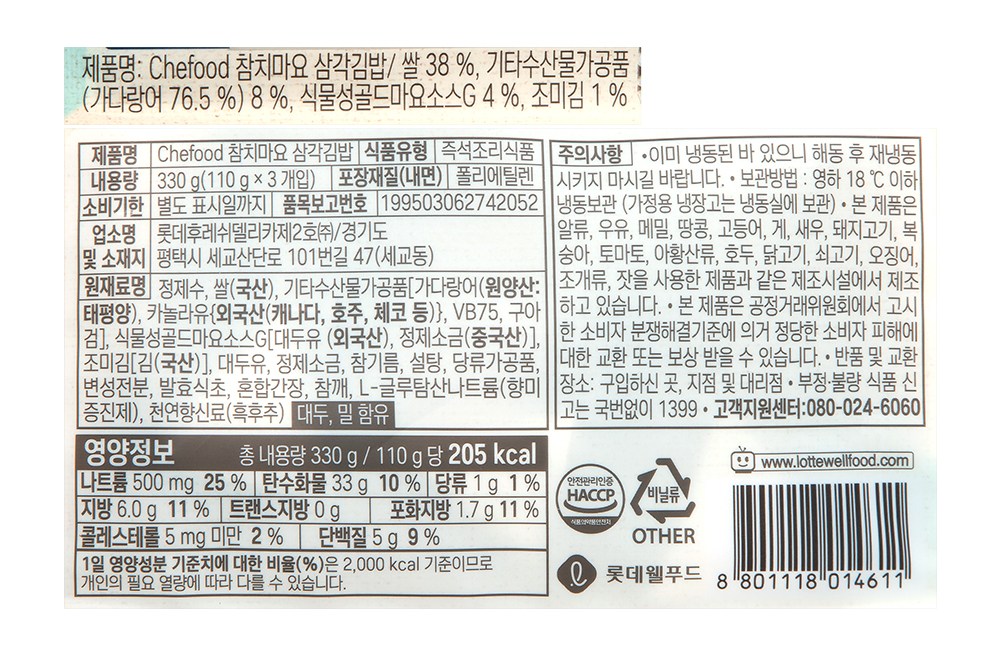 제품명: Chefood 참치마요 삼각김밥/ 쌀 38 %, 기타수산물가공품
(가다랑어 76.5 %) 8 %, 식물성골드마요소스G 4 %, 조미김 1 %
제품명 Chefood 참치마요 삼각김밥 식품유형 즉석조리식품
내용량 330 g(110 g × 3 개입) 포장재질(내면) 폴리에틸렌
소비기한 별도 표시일까지 품목보고번호 199503062742052
업소명 및 소재지 롯데후레쉬델리카제2호㈜/경기도
평택시 세교산단로 101번길 47(세교동)
원재료명 정제수, 쌀(국산), 기타수산물가공품[가다랑어(원양산:
태평양), 카놀라유{외국산(캐나다, 호주, 체코 등)}, VB75, 구아
검], 식물성골드마요소스G[대두유 (외국산), 정제소금(중국산)],
조미김[김(국산)], 대두유, 정제소금, 참기름, 설탕, 당류가공품,
변성전분, 발효식초, 혼합간장, 참깨, L-글루탐산나트륨(향미
증진제), 천연향신료(흑후추) 대두, 밀 함유
영양정보 총 내용량 330 g / 110 g 당 205 kcal
나트륨 500 mg 25 % 탄수화물 33 g 10 % 당류 1 g 1 %
지방 6.0 g 11 % 트랜스지방 0 g 포화지방 1.7 g 11 %
콜레스테롤 5 mg 미만 2 % 단백질 5 g 9 %
1일 영양성분 기준치에 대한 비율(%)은 2,000 kcal 기준이므로
개인의 필요 열량에 따라 다를 수 있습니다.
주의사항 •이미 냉동된 바 있으니 해동 후 재냉동
시키지 마시길 바랍니다. • 보관방법 : 영하 18 ℃ 이하
냉동보관 (가정용 냉장고는 냉동실에 보관) • 본 제품은
알류, 우유, 메밀, 땅콩, 고등어, 게, 새우, 돼지고기, 복
숭아, 토마토, 아황산류, 호두, 닭고기, 쇠고기, 오징어,
조개류, 잣을 사용한 제품과 같은 제조시설에서 제조
하고 있습니다. • 본 제품은 공정거래위원회에서 고시
한 소비자 분쟁해결기준에 의거 정당한 소비자 피해에
대한 교환 또는 보상 받을 수 있습니다. • 반품 및 교환
장소: 구입하신 곳, 지점 및 대리점 • 부정·불량 식품 신
고는 국번없이 1399 • 고객지원센터:080-024-6060
안전관리인증
HACCP
식품의약품안전처
비닐류
OTHER
롯데웰푸드
www.lottewellfood.com
8 801118 014611